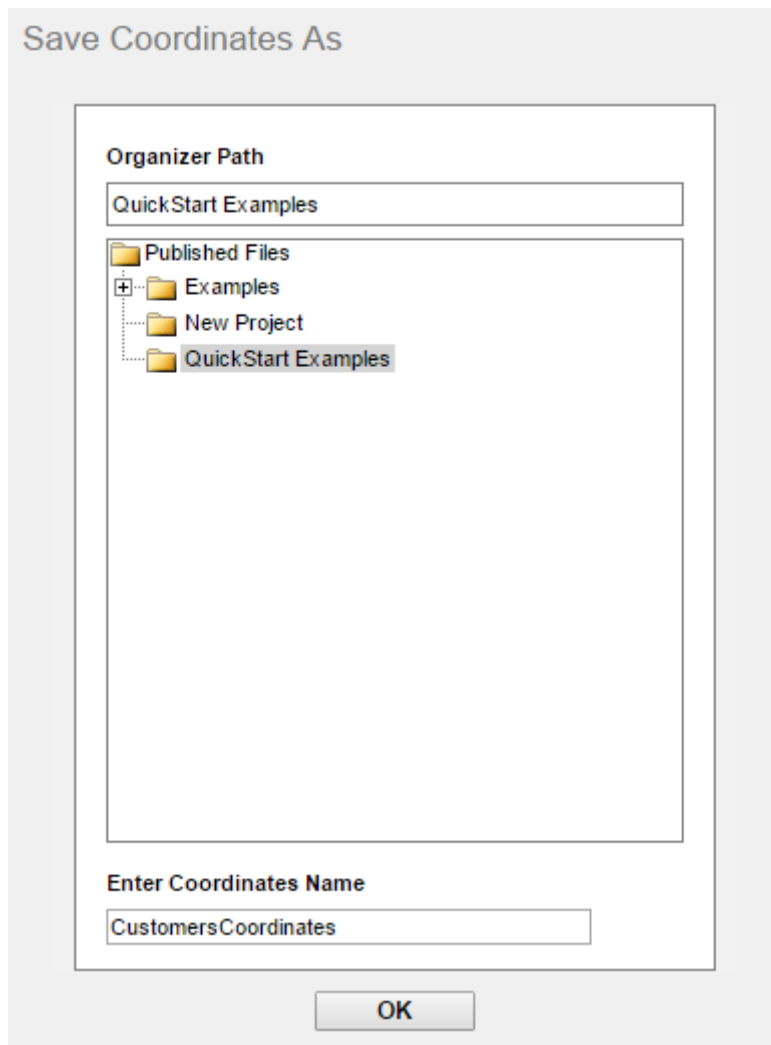 Save Coordinates As
Organizer Path
QuickStart Examples
Published Files
Examples
New Project
QuickStart Examples
Enter Coordinates Name
CustomersCoordinates
OK